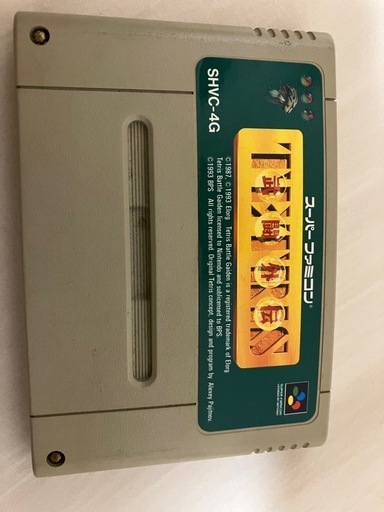 スーパーファミコン®
TETRIS
武闘外伝
©1987, ©1993 Elorg Tetris Battle Gaiden is a registered trademark of Elorg
Tetris Battle Gaiden licensed to Nintendo and sublicensed to BPS
©1993 BPS All rights reserved Original Tetris concept, design and program by Alexey Pajitnov.
SHVC-4G